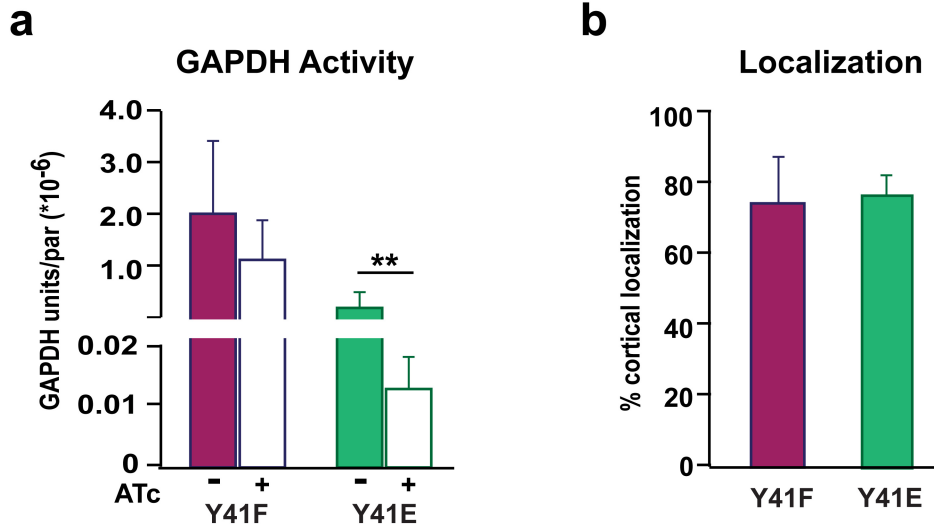 a
GAPDH Activity
GAPDH units/par (*10-6)
4.0
3.0
2.0
1.0
0.02
0.01
0
**
ATc
- + - +
Y41F Y41E
b
Localization
% cortical localization
100
80
60
40
20
0
Y41F Y41E